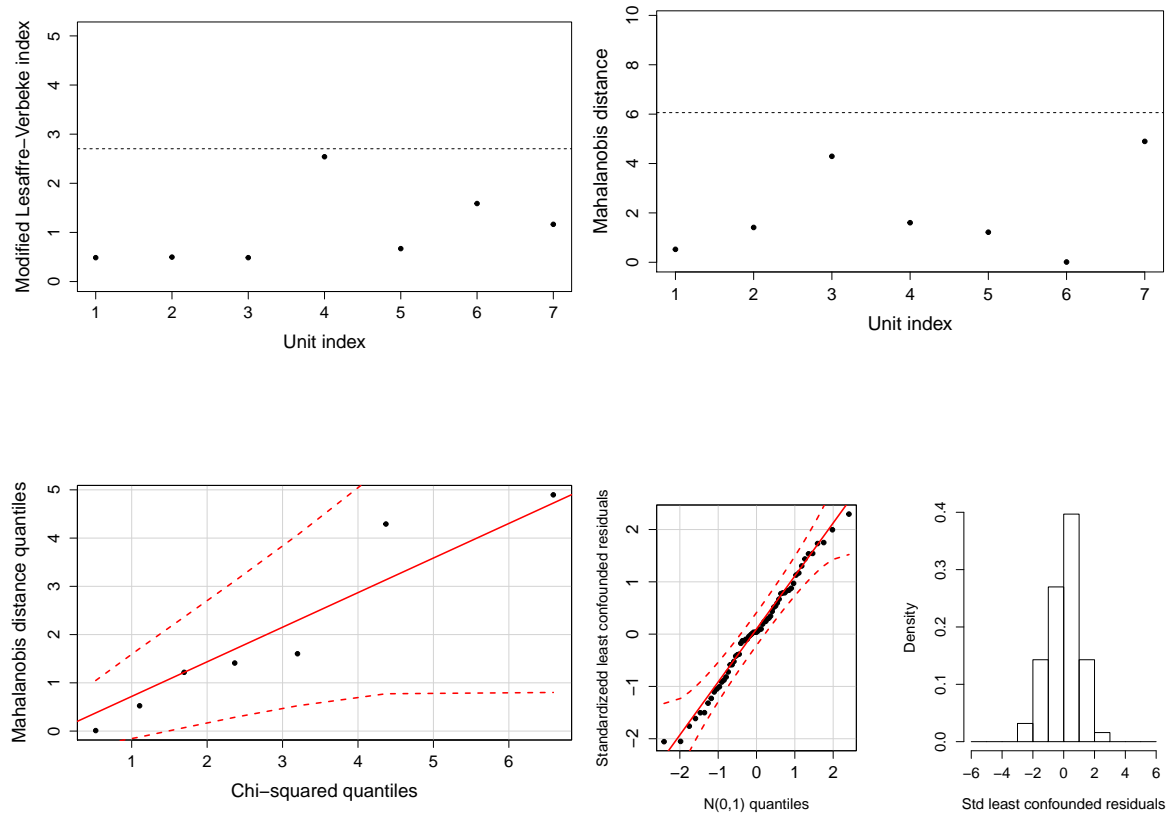 Modified Lesaffre−Verbeke index
0 1 2 3 4 5
1 2 3 4 5 6 7
Unit index
Mahalanobis distance
0 2 4 6 8 10
1 2 3 4 5 6 7
Unit index
Mahalanobis distance quantiles
0 1 2 3 4 5
1 2 3 4 5 6
Chi−squared quantiles
Standardizedd least confounded residuals
−2 −1 0 1 2
−2 −1 0 1 2
N(0,1) quantiles
Density
0.0 0.1 0.2 0.3 0.4
−6 −4 −2 0 2 4 6
Std least confounded residuals